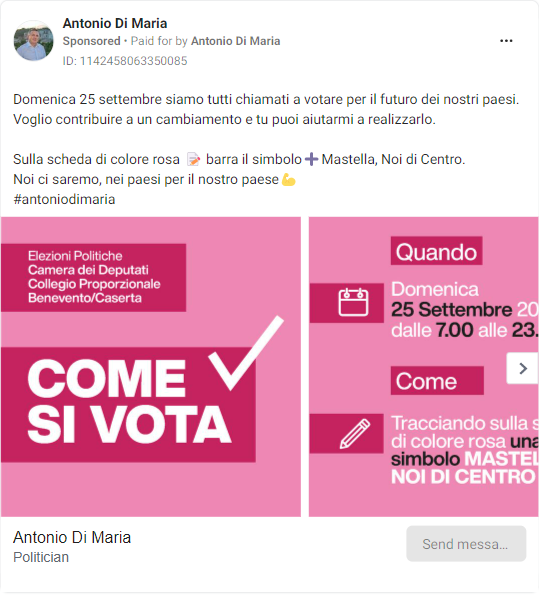 Antonio Di Maria
Sponsored • Paid for by Antonio Di Maria
ID: 1142458063350085
Domenica 25 settembre siamo tutti chiamati a votare per il futuro dei nostri paesi.
Voglio contribuire a un cambiamento e tu puoi aiutarmi a realizzarlo.
Sulla scheda di colore rosa 📝 barra il simbolo ➕ Mastella, Noi di Centro.
Noi ci saremo, nei paesi per il nostro paese💪
#antoniodimaria
Elezioni Politiche
Camera dei Deputati
Collegio Proporzionale
Benevento/Caserta
COME
SI VOTA
Quando
Domenica
25 Settembre 20
dalle 7.00 alle 23.
Come
Tracciando sulla s
di colore rosa una
simbolo MASTEL
NOI DI CENTRO
Antonio Di Maria
Politician
Send messa...